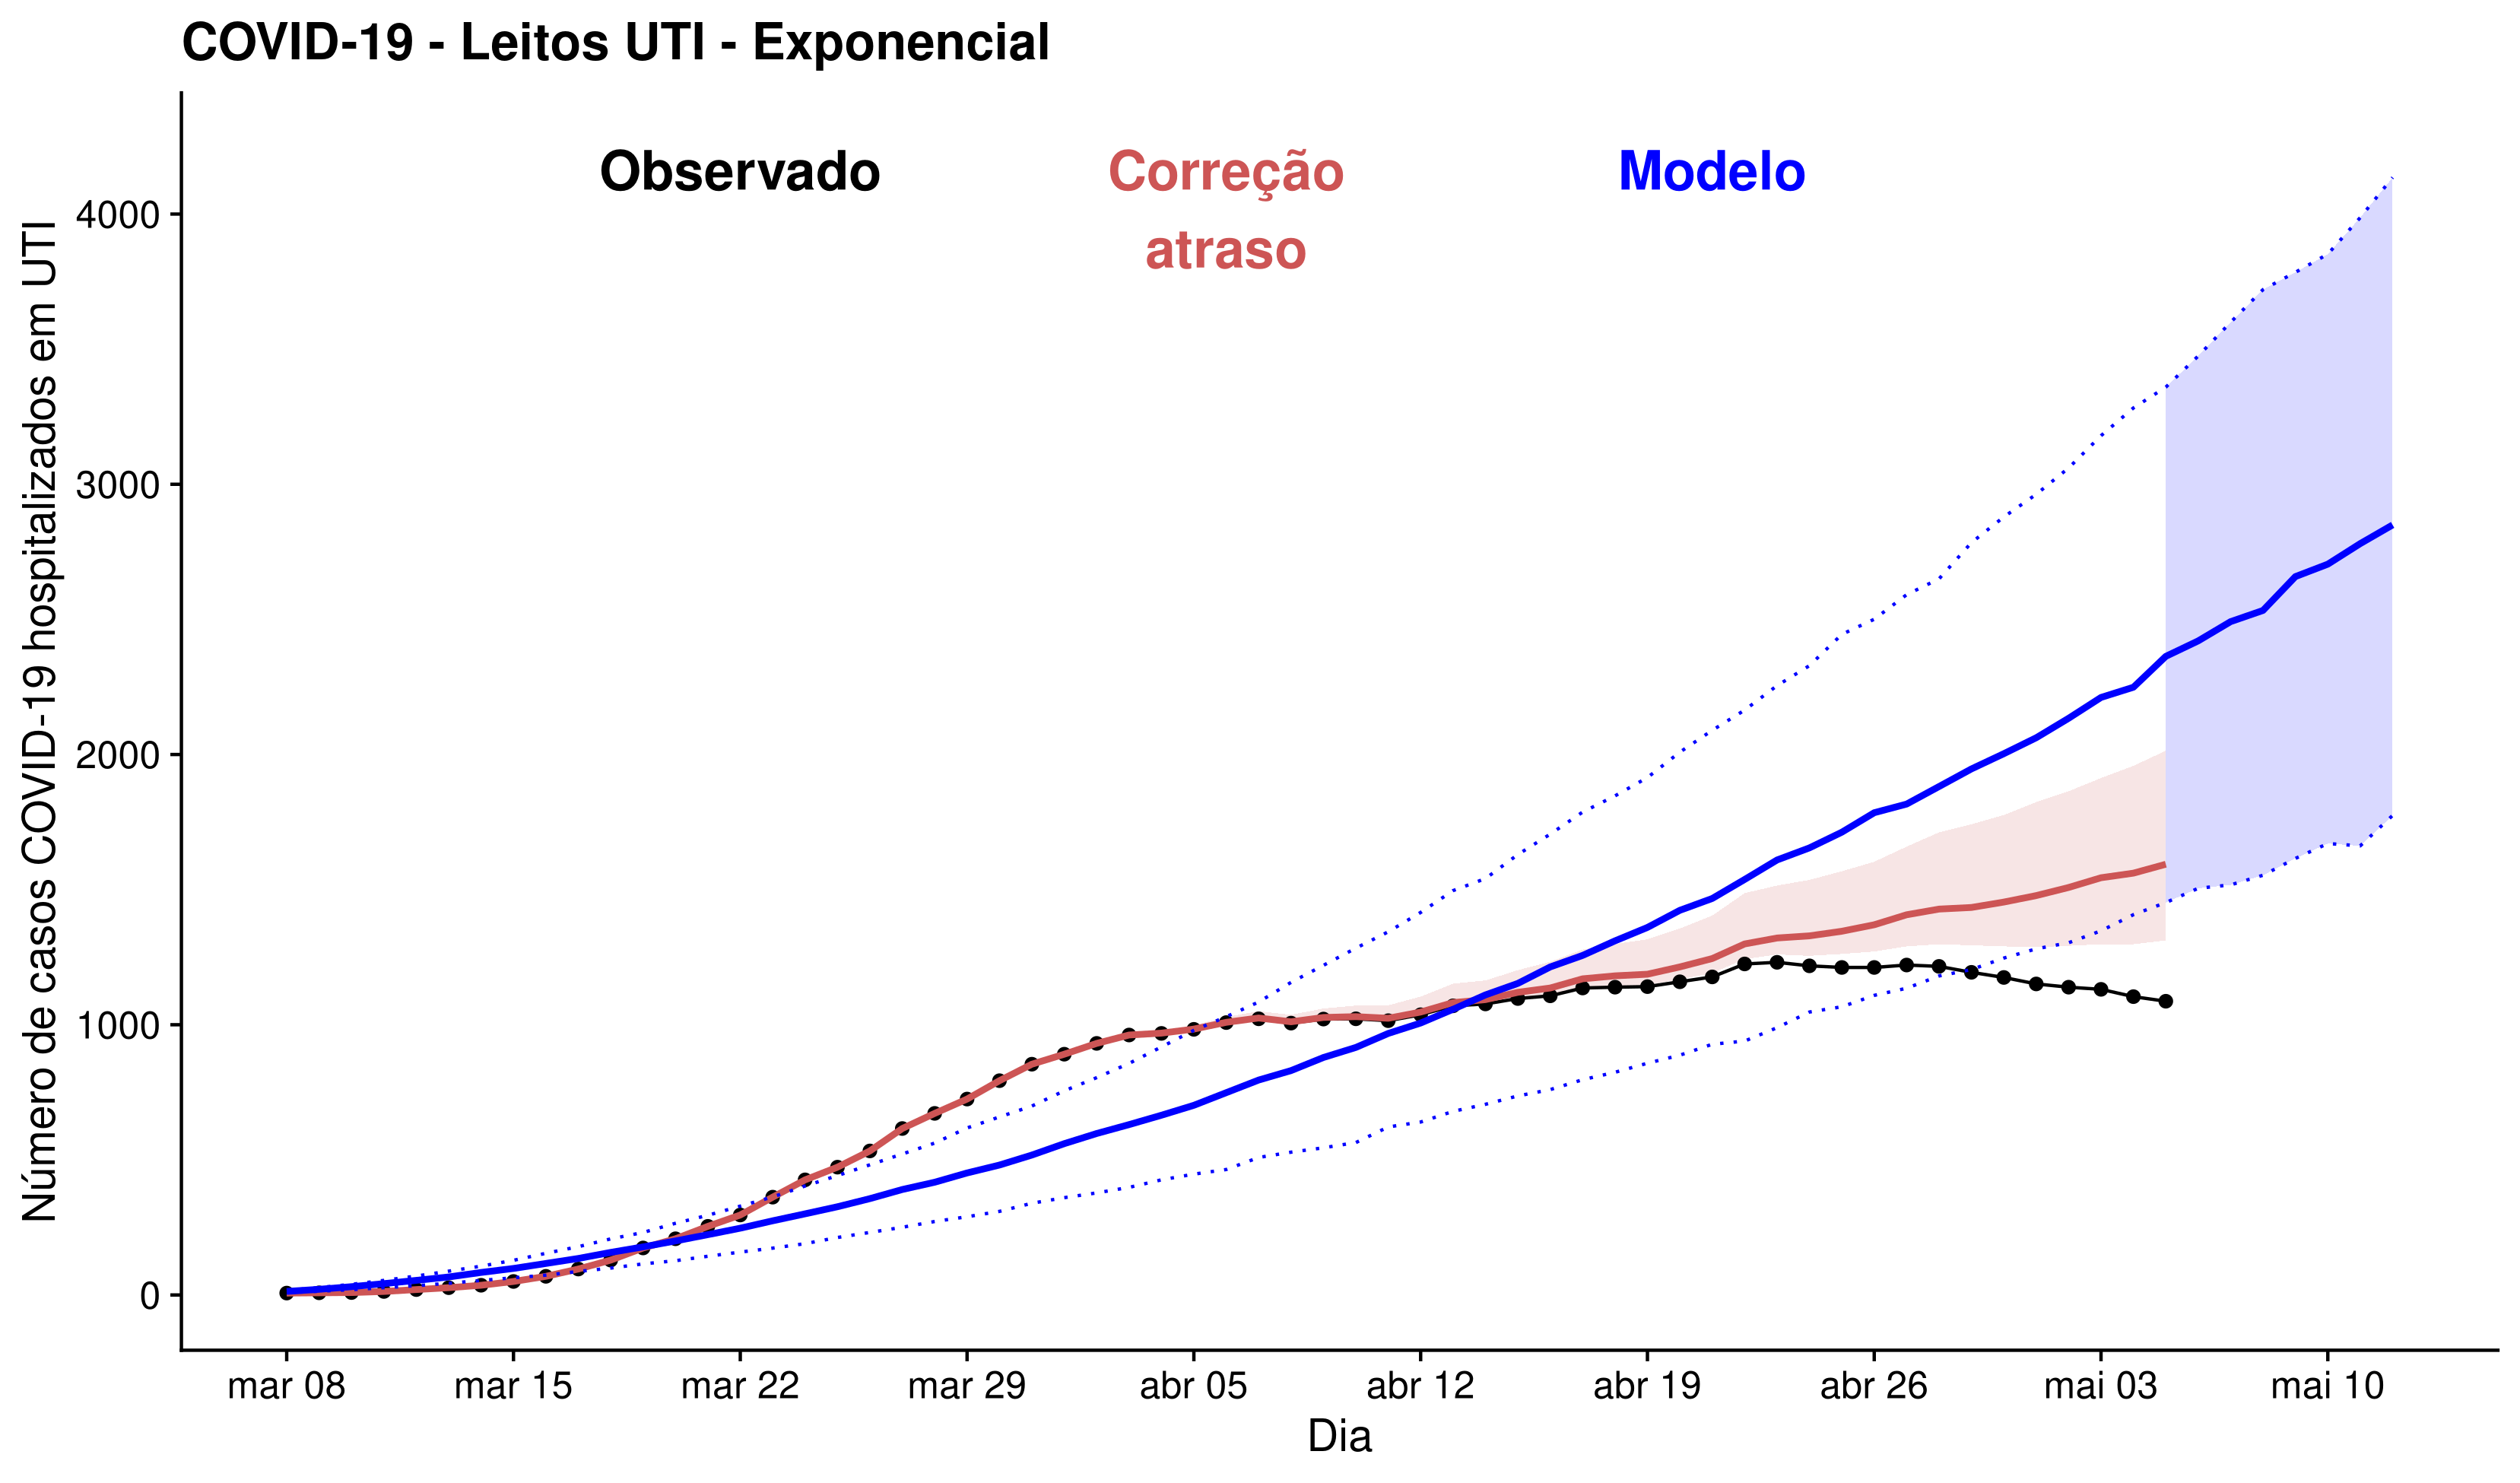 COVID-19 - Leitos UTI - Exponencial
Observado
Correção
atraso
Modelo
Número de casos COVID-19 hospitalizados em UTI
4000
3000
2000
1000
0
mar 08
mar 15
mar 22
mar 29
abr 05
abr 12
abr 19
abr 26
mai 03
mai 10
Dia